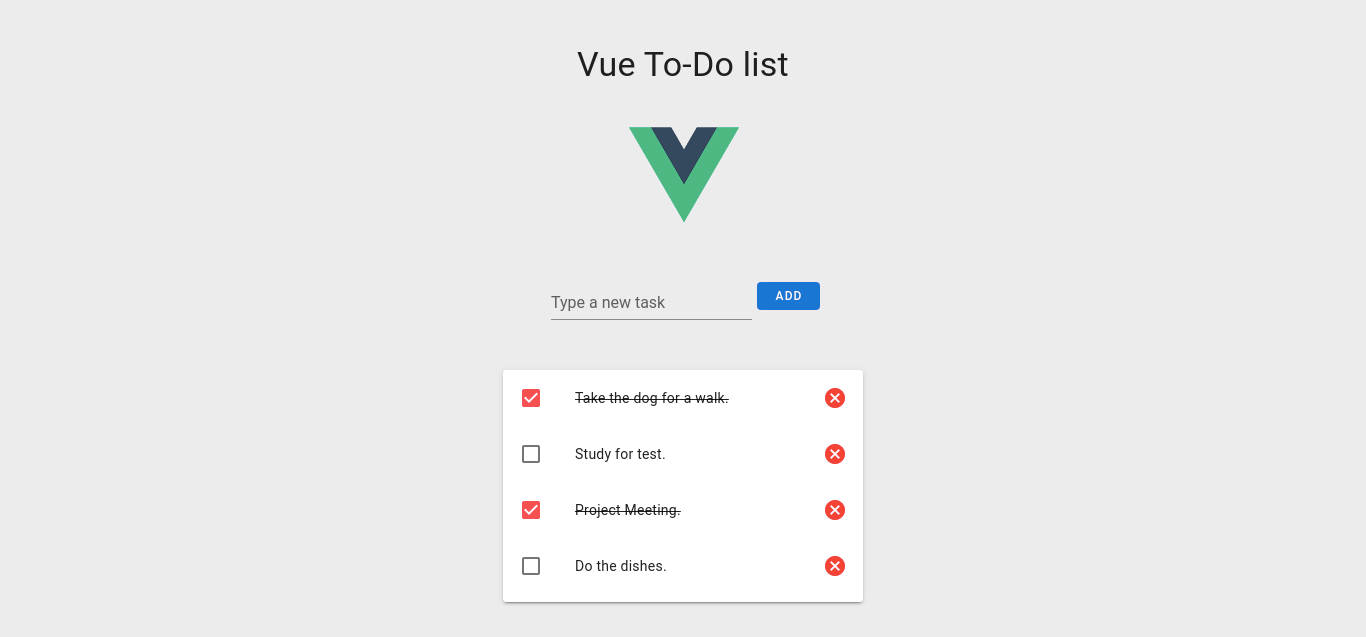 Vue To-Do list
Type a new task
ADD
Take the dog for a walk.
Study for test.
Project Meeting.
Do the dishes.